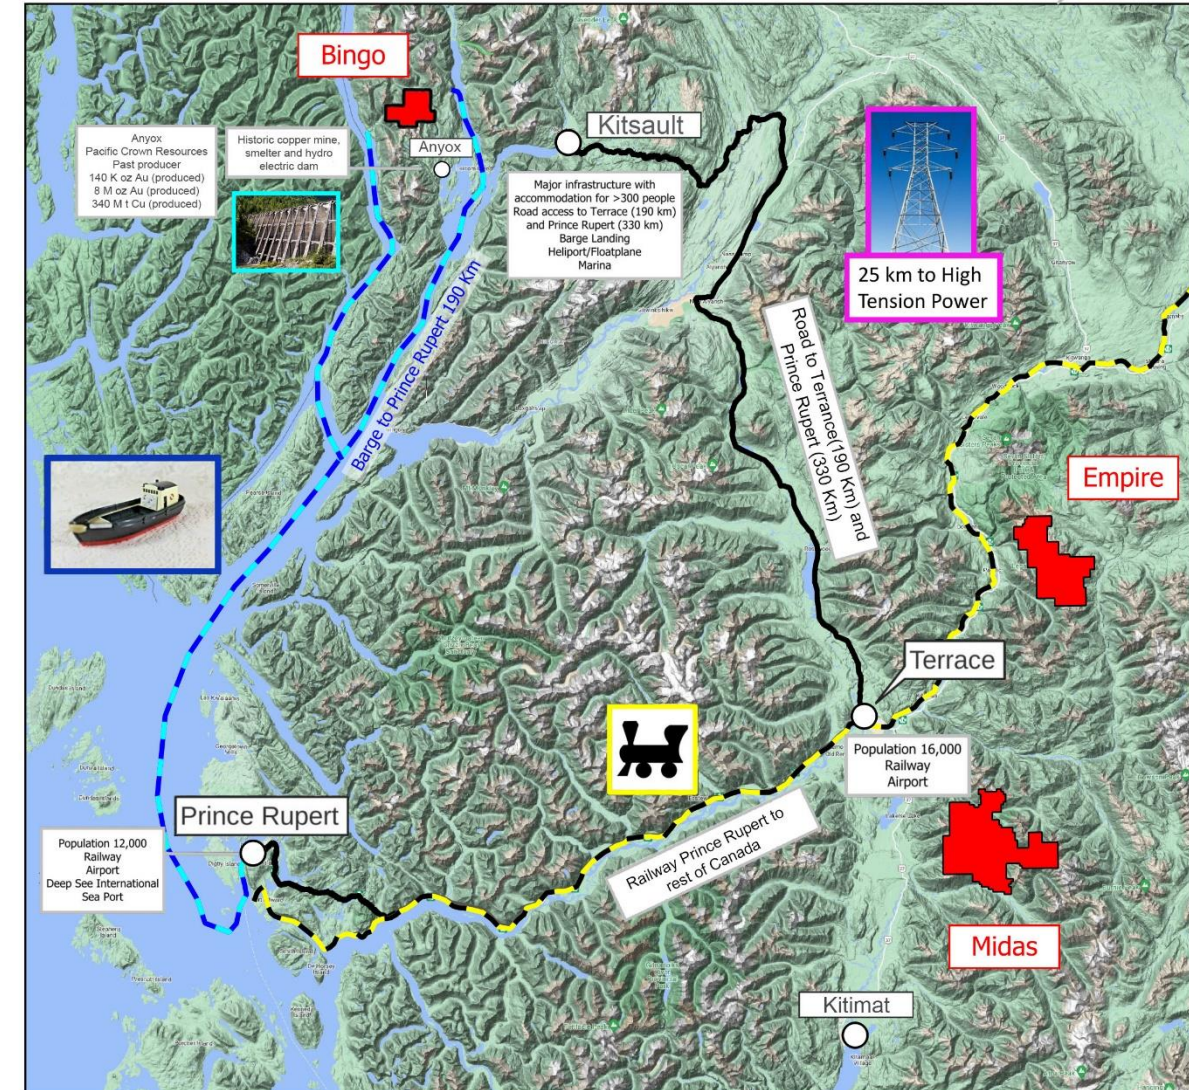 Bingo
Kitsault
Anyox
Pacific Crown Resources
Past producer
140 K oz Au (produced)
8 M oz Au (produced)
340 M t Cu (produced)
Historic copper mine,
smelter and hydro
electric dam
Anyox
Major infrastructure with
accommodation for >300 people
Road access to Terrace (190 km)
and Prince Rupert (330 km)
Barge Landing
Heliport/Floatplane
Marina
25 km to High
Tension Power
Barge to Prince Rupert 190 Km
Road to Terrance(190 Km) and
Prince Rupert (330 Km)
Empire
Terrace
Population 16,000
Railway
Airport
Prince Rupert
Population 12,000
Railway
Airport
Deep See International
Sea Port
Railway Prince Rupert to
rest of Canada
Midas
Kitimat